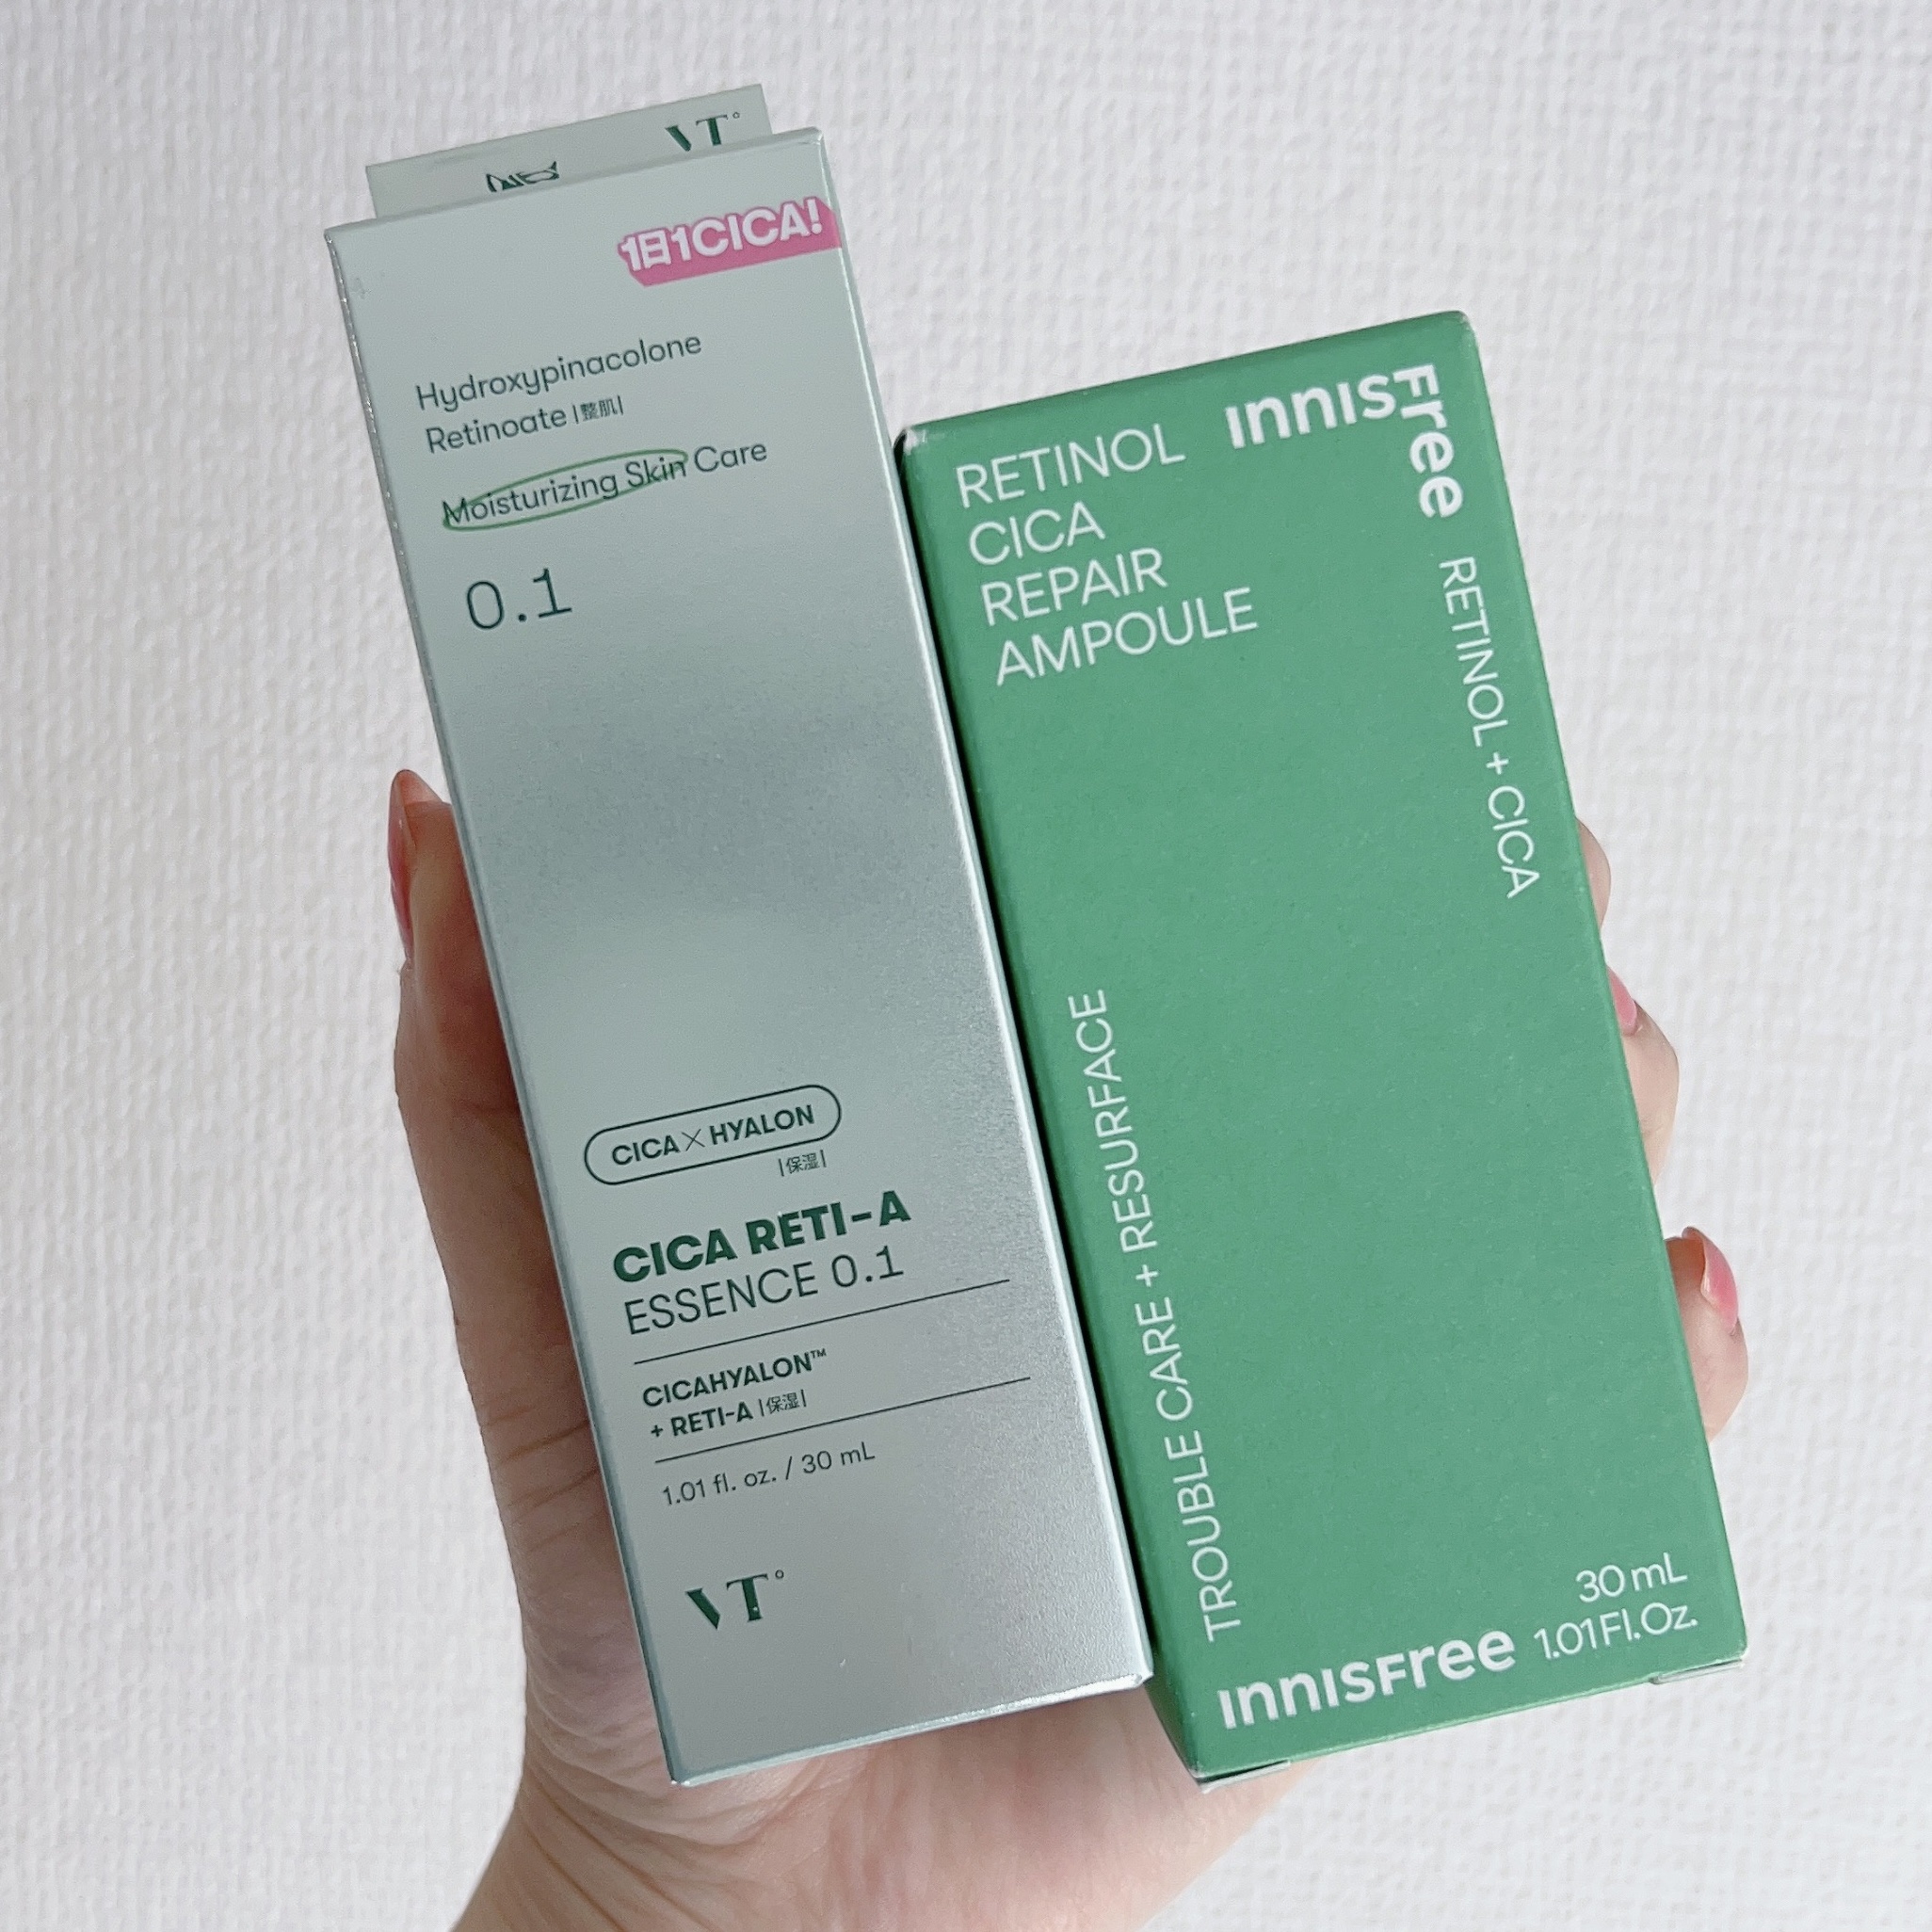 VT
1日1CICA!
Hydroxypinacolone
Retinoate |整肌|
Moisturizing Skin Care
0.1
CICA×HYALON
|保湿|
CICA RETI-A
ESSENCE 0.1
CICAHYALON™
+ RETI-A |保湿|
1.01 fl. oz. / 30 mL
VT
RETINOL
CICA
REPAIR
AMPOULE
INNISFree
RETINOL + CICA
TROUBLE CARE + RESURFACE
30 mL
1.01 Fl.Oz.
INNISFree